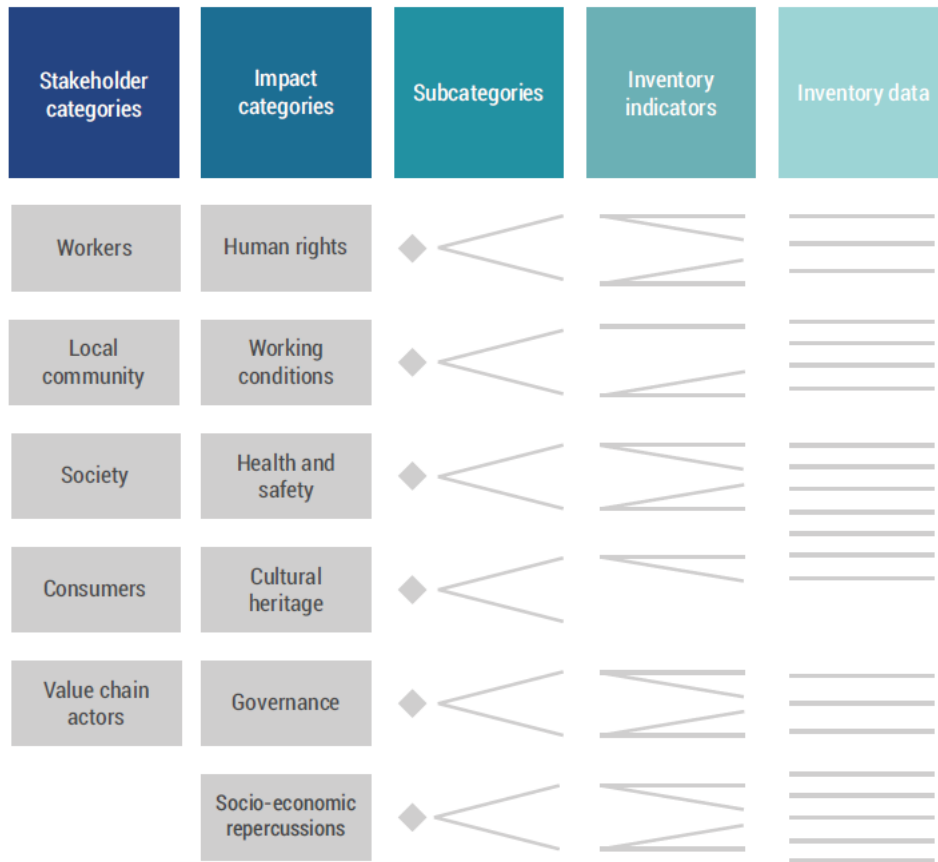 Stakeholder
categories
Impact
categories
Subcategories
Inventory
indicators
Inventory data
Workers
Human rights
Local
community
Working
conditions
Society
Health and
safety
Consumers
Cultural
heritage
Value chain
actors
Governance
Socio-economic
repercussions